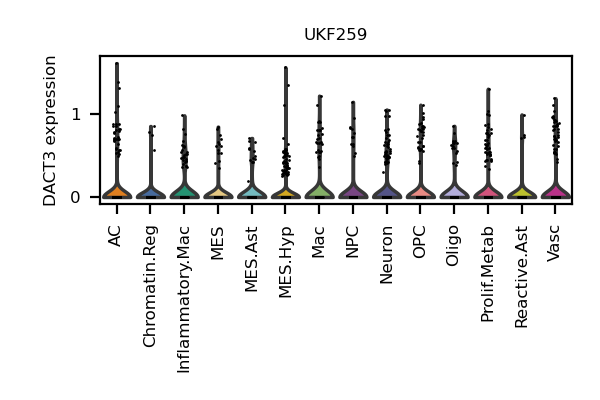 UKF259
DACT3 expression
1
0
AC
Chromatin.Reg
Inflammatory.Mac
MES
MES.Ast
MES.Hyp
Mac
NPC
Neuron
OPC
Oligo
Prolif.Metab
Reactive.Ast
Vasc